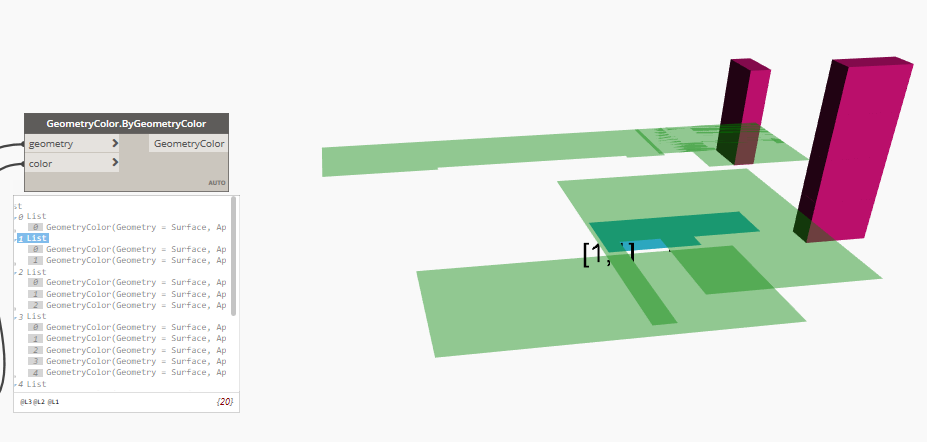 GeometryColor.ByGeometryColor
geometry > GeometryColor
color >
AUTO
st
0 List
0 GeometryColor(Geometry = Surface, Ap
1 List
0 GeometryColor(Geometry = Surface, Ap
1 GeometryColor(Geometry = Surface, Ap
2 List
0 GeometryColor(Geometry = Surface, Ap
1 GeometryColor(Geometry = Surface, Ap
2 GeometryColor(Geometry = Surface, Ap
3 List
0 GeometryColor(Geometry = Surface, Ap
1 GeometryColor(Geometry = Surface, Ap
2 GeometryColor(Geometry = Surface, Ap
3 GeometryColor(Geometry = Surface, Ap
4 GeometryColor(Geometry = Surface, Ap
4 List
@L3 @L2 @L1 {20}
[1, ]